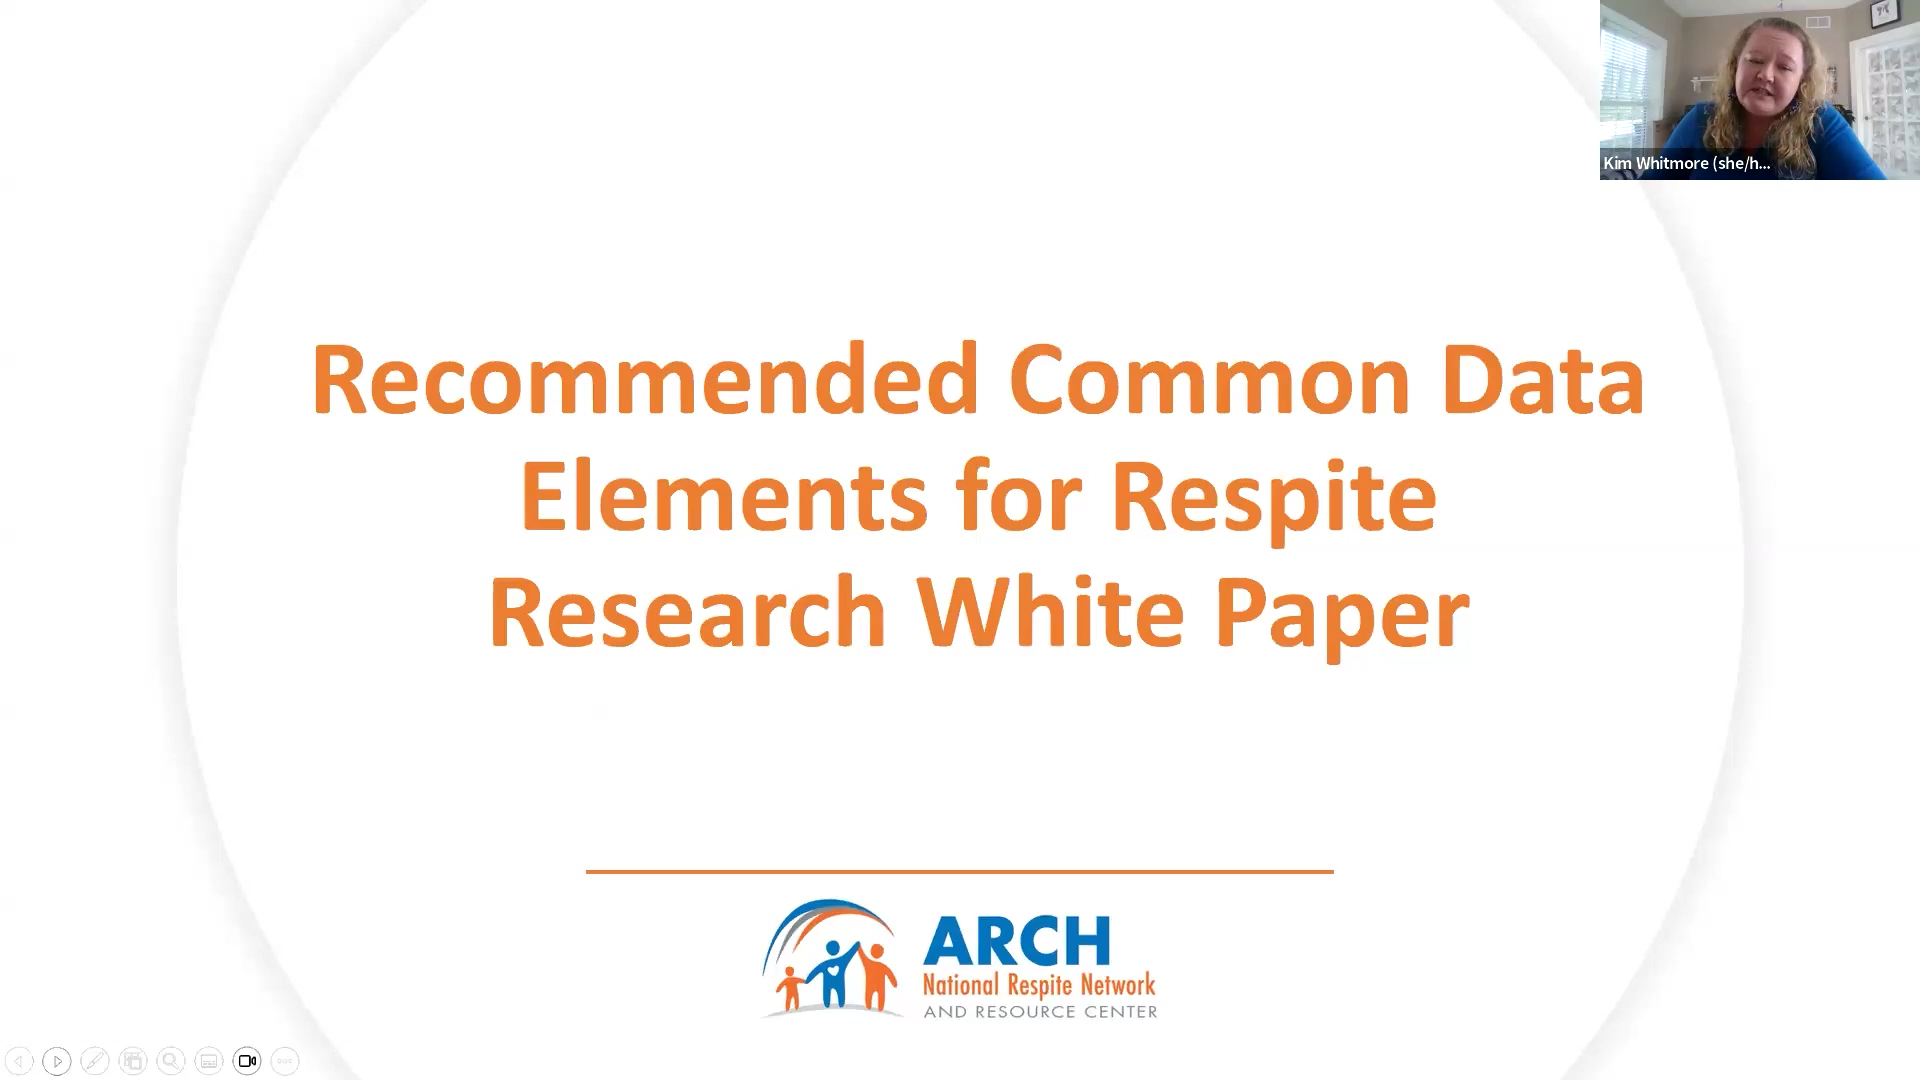 Kim Whitmore (she/h...
Recommended Common Data
Elements for Respite
Research White Paper
ARCH
National Respite Network
AND RESOURCE CENTER